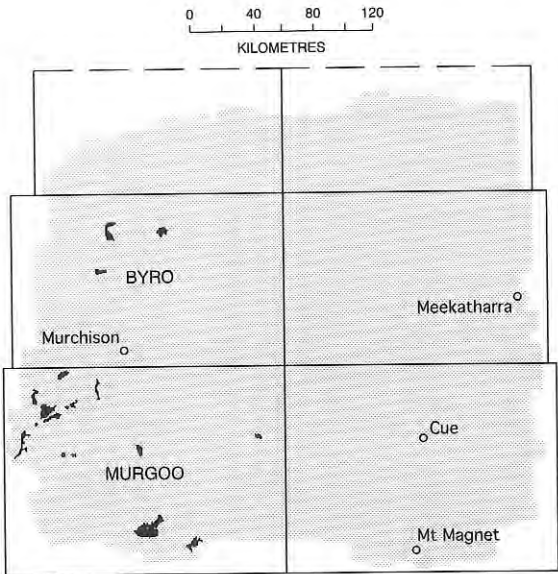 0 40 80 120
KILOMETRES
BYRO
Meekatharra
Murchison
Cue
MURGOO
Mt Magnet